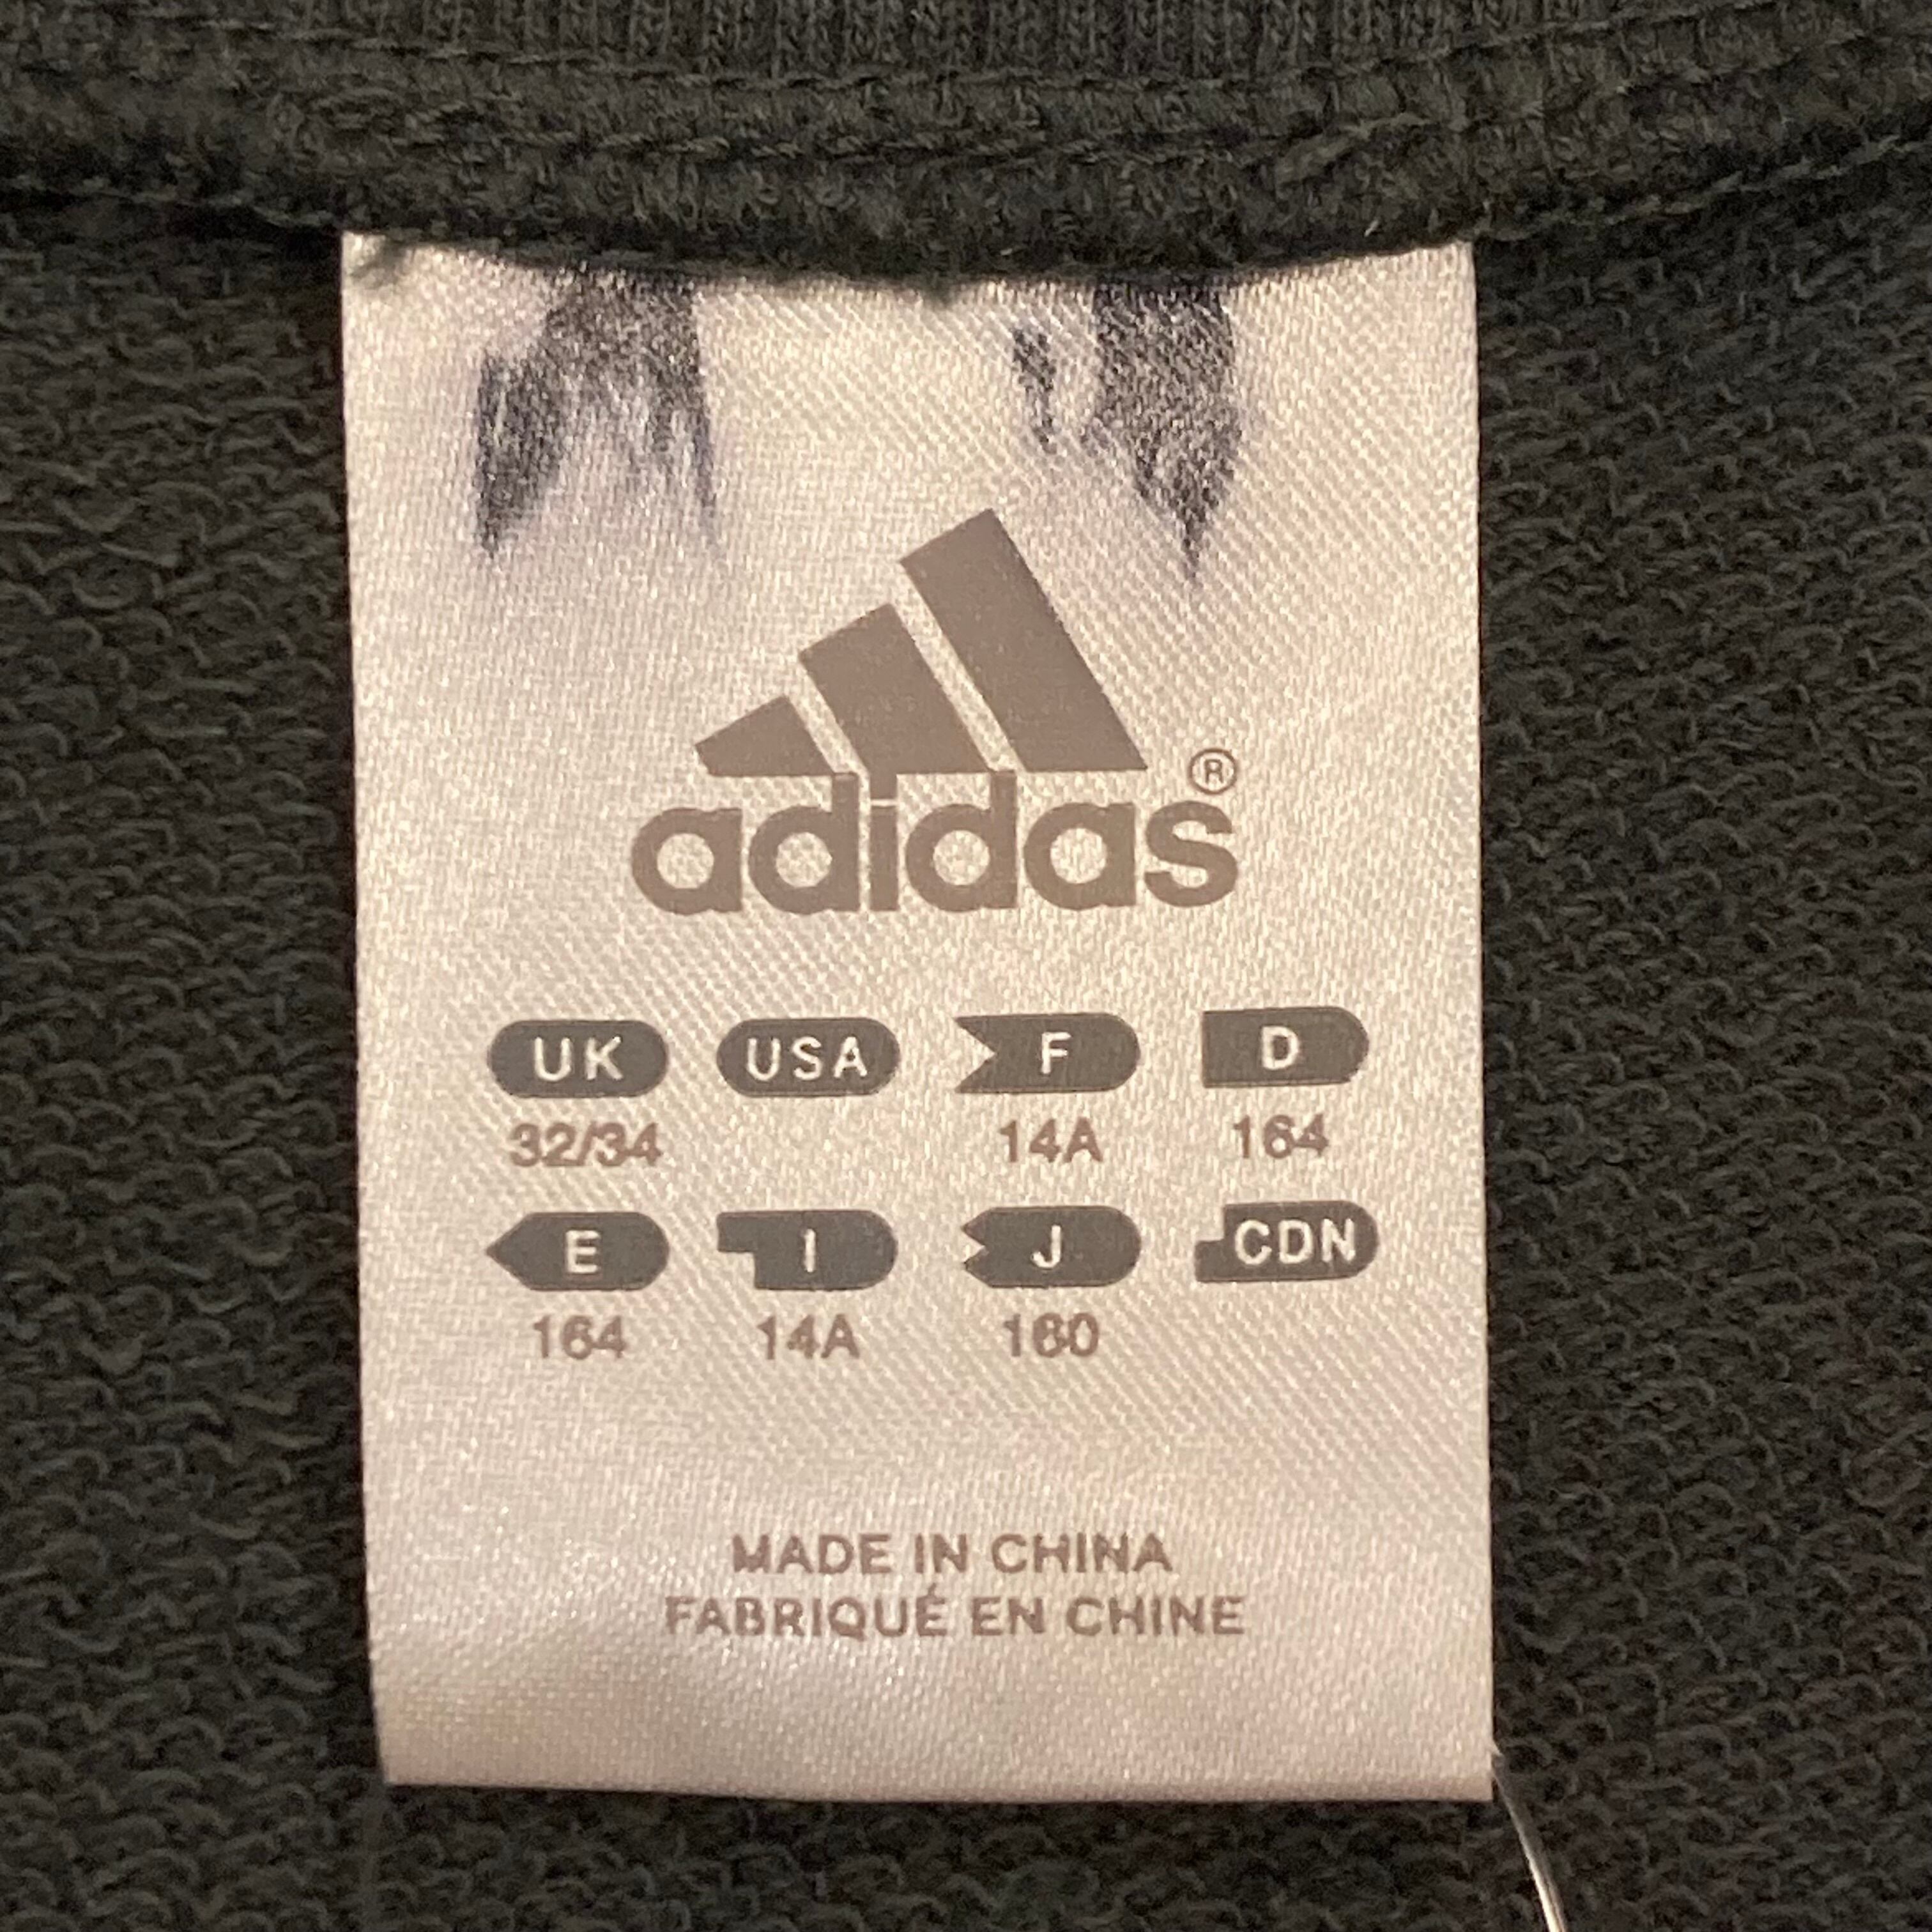 adidas®
UK USA F D
32/34 14A 164
E I J CDN
164 14A 160
MADE IN CHINA
FABRIQUÉ EN CHINE